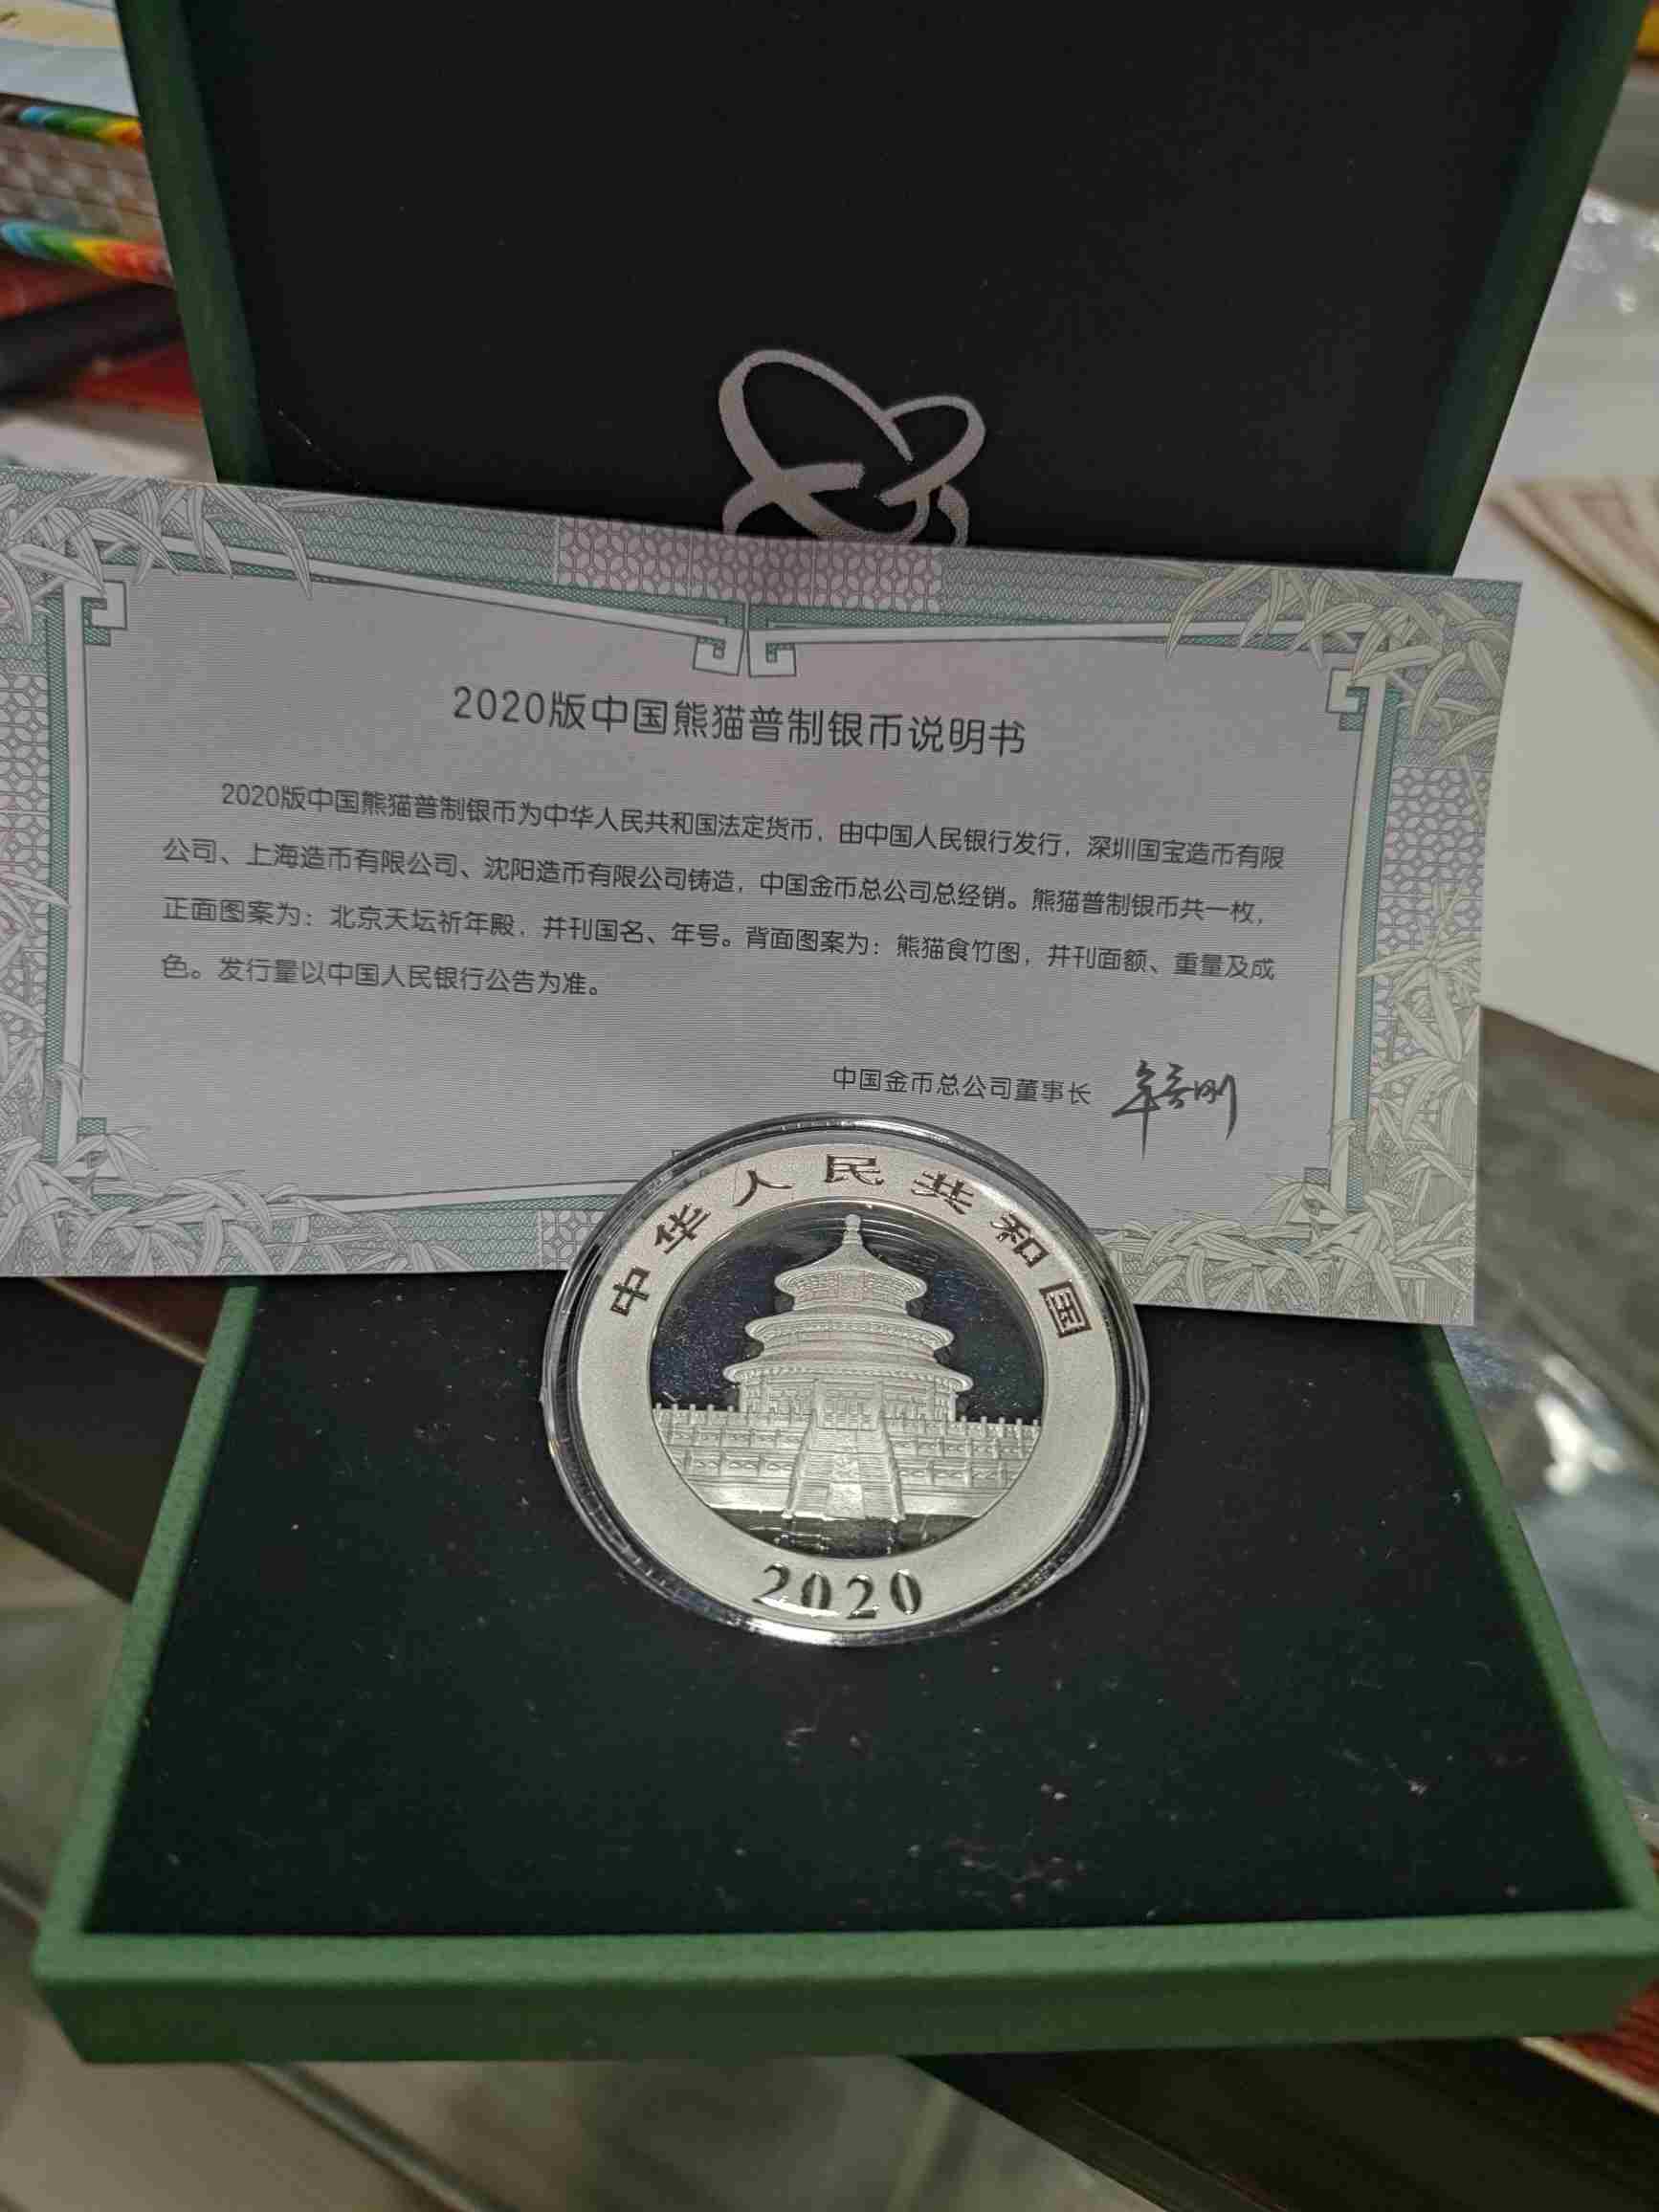 2020版中国熊猫普制银币说明书
2020版中国熊猫普制银币为中华人民共和国法定货币，由中国人民银行发行，深圳国宝造币有限
公司、上海造币有限公司、沈阳造币有限公司铸造，中国金币总公司总经销。熊猫普制银币共一枚，
正面图案为：北京天坛祈年殿，并刊国名、年号。背面图案为：熊猫食竹图，并刊面额、重量及成
色。发行量以中国人民银行公告为准。
中国金币总公司董事长
中华人民共和国
2020